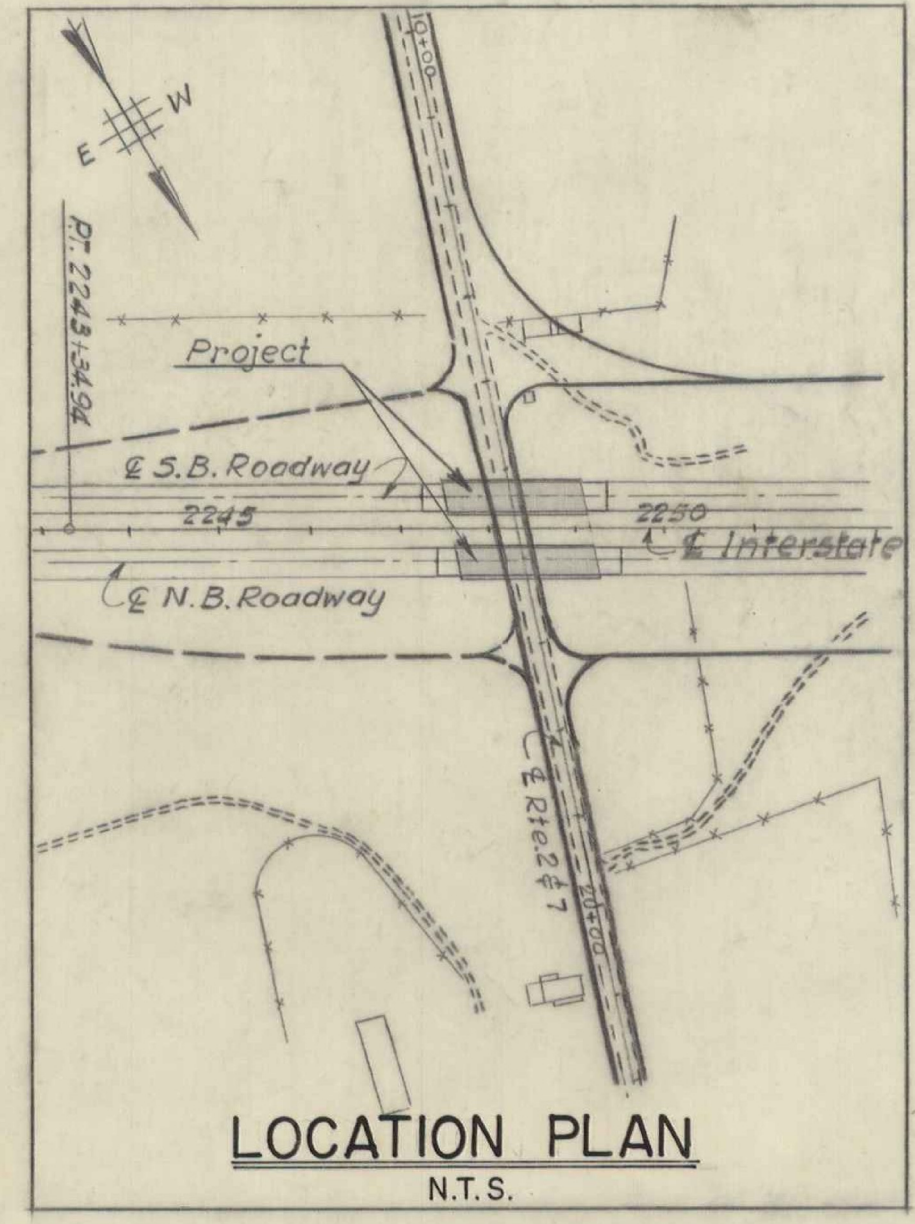 10+00
W
E
P.T. 2243+34.94
Project
℄ S.B. Roadway
2245
2250
℄ Interstate
℄ N.B. Roadway
℄ Rte. 2 & 7
20+00
LOCATION PLAN
N.T.S.